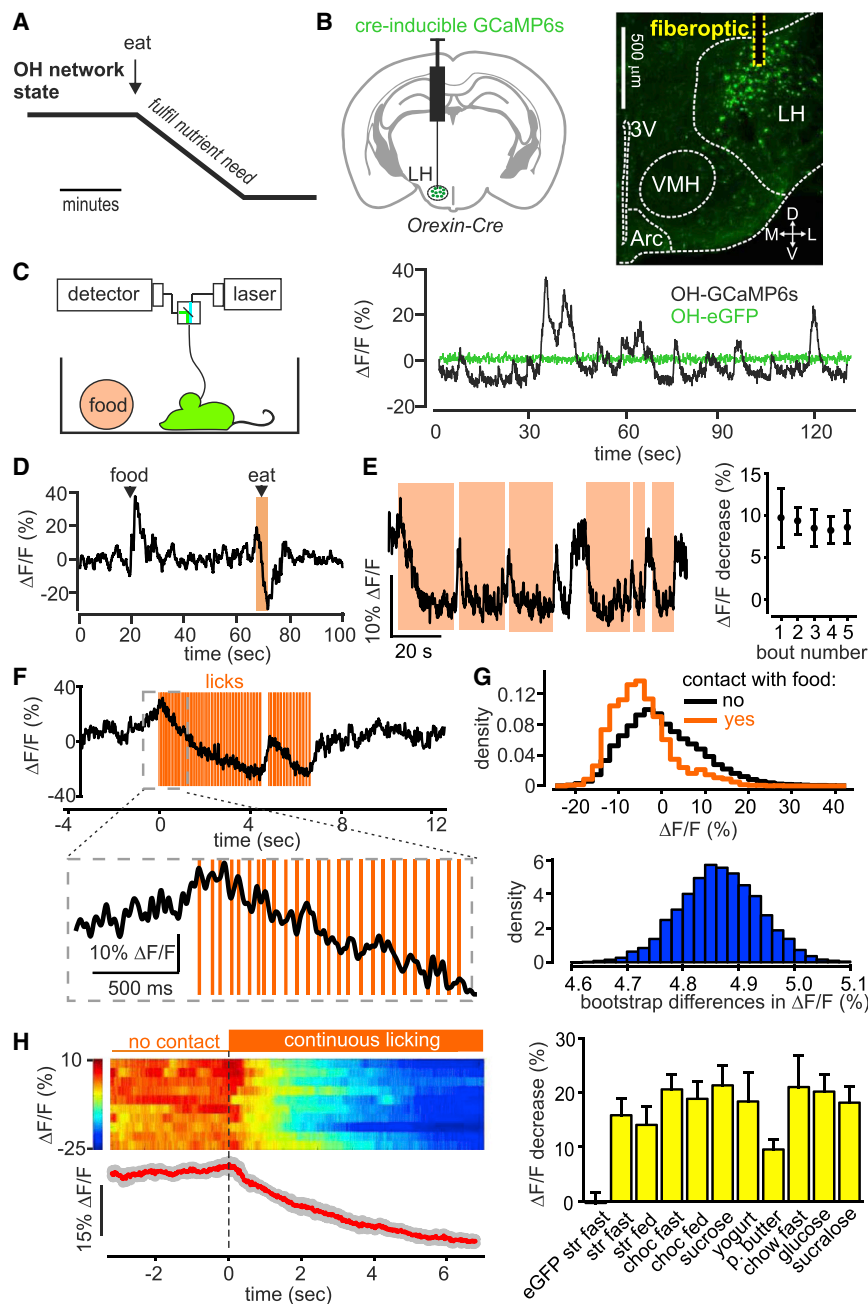 A
eat
OH network
state
fulfil nutrient need
minutes
B
cre-inducible GCaMP6s
LH
Orexin-Cre
fiberoptic
500 µm
3V
LH
VMH
Arc
D
M L
V
C
detector
laser
food
ΔF/F (%)
40
20
0
-20
OH-GCaMP6s
OH-eGFP
0 30 60 90 120
time (sec)
D
food eat
ΔF/F (%)
40
20
0
-20
0 20 40 60 80 100
time (sec)
E
10% ΔF/F
20 s
ΔF/F decrease (%)
15
10
5
0
1 2 3 4 5
bout number
F
licks
ΔF/F (%)
40
0
-40
-4 0 4 8 12
time (sec)
10% ΔF/F
500 ms
G
contact with food:
no
yes
density
0.12
0.08
0.04
0
-20 -10 0 10 20 30 40
ΔF/F (%)
density
6
4
2
0
4.6 4.7 4.8 4.9 5.0 5.1
bootstrap differences in ΔF/F (%)
H
no contact continuous licking
ΔF/F (%)
10
-25
15% ΔF/F
-2 0 2 4 6
time (sec)
ΔF/F decrease (%)
30
20
10
0
eGFP str fast
str fast
str fed
choc fast
choc fed
sucrose
yogurt
p. butter
chow fast
glucose
sucralose